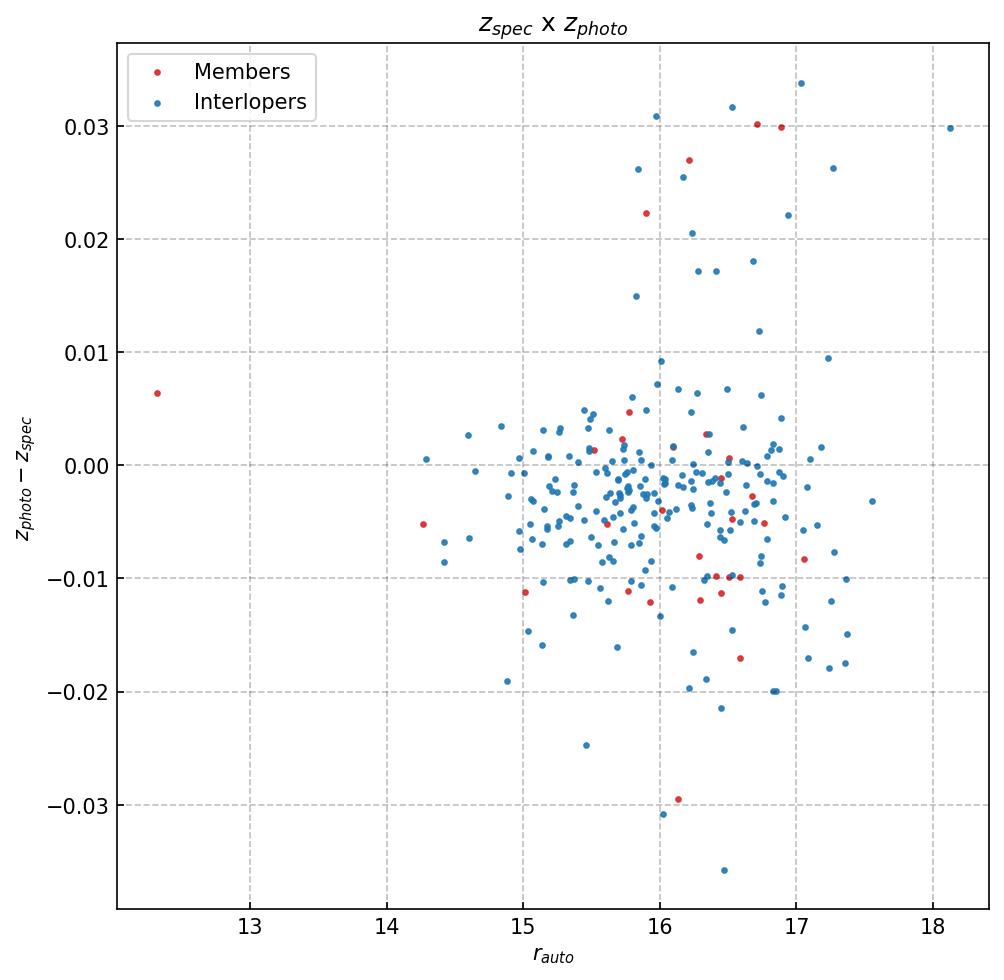 z_spec x z_photo
Members
Interlopers
0.03
0.02
0.01
0.00
−0.01
−0.02
−0.03
z_photo − z_spec
13 14 15 16 17 18
r_auto